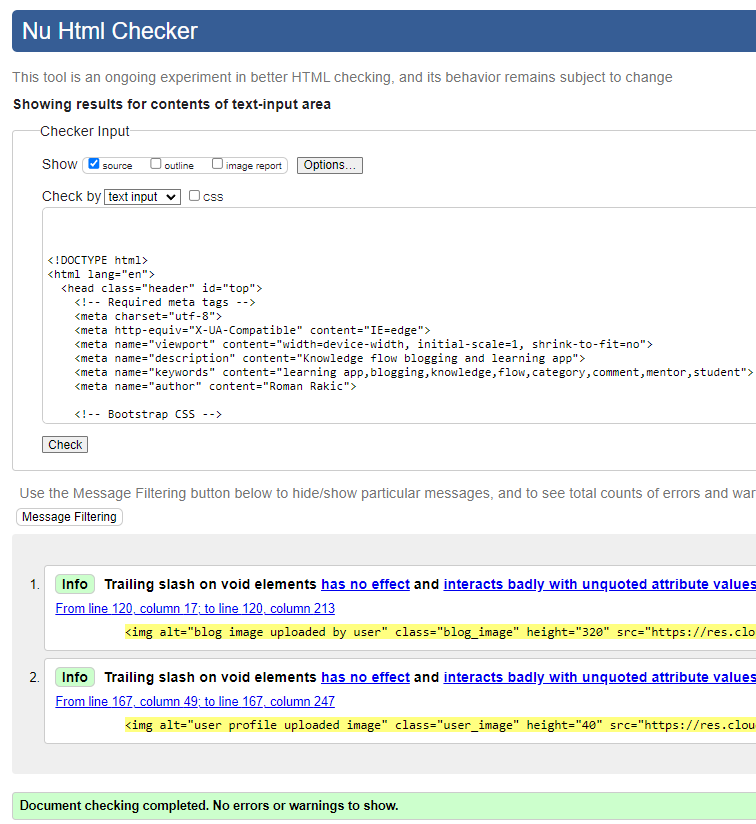 Nu Html Checker
This tool is an ongoing experiment in better HTML checking, and its behavior remains subject to change
Showing results for contents of text-input area
Checker Input
Show source outline image report Options...
Check by text input css
<!DOCTYPE html>
<html lang="en">
<head class="header" id="top">
<!-- Required meta tags -->
<meta charset="utf-8">
<meta http-equiv="X-UA-Compatible" content="IE=edge">
<meta name="viewport" content="width=device-width, initial-scale=1, shrink-to-fit=no">
<meta name="description" content="Knowledge flow blogging and learning app">
<meta name="keywords" content="learning app,blogging,knowledge,flow,category,comment,mentor,student">
<meta name="author" content="Roman Rakic">
<!-- Bootstrap CSS -->
Check
Use the Message Filtering button below to hide/show particular messages, and to see total counts of errors and war
Message Filtering
1. Info Trailing slash on void elements has no effect and interacts badly with unquoted attribute values
From line 120, column 17; to line 120, column 213
<img alt="blog image uploaded by user" class="blog_image" height="320" src="https://res.clo
2. Info Trailing slash on void elements has no effect and interacts badly with unquoted attribute values
From line 167, column 49; to line 167, column 247
<img alt="user profile uploaded image" class="user_image" height="40" src="https://res.clou
Document checking completed. No errors or warnings to show.